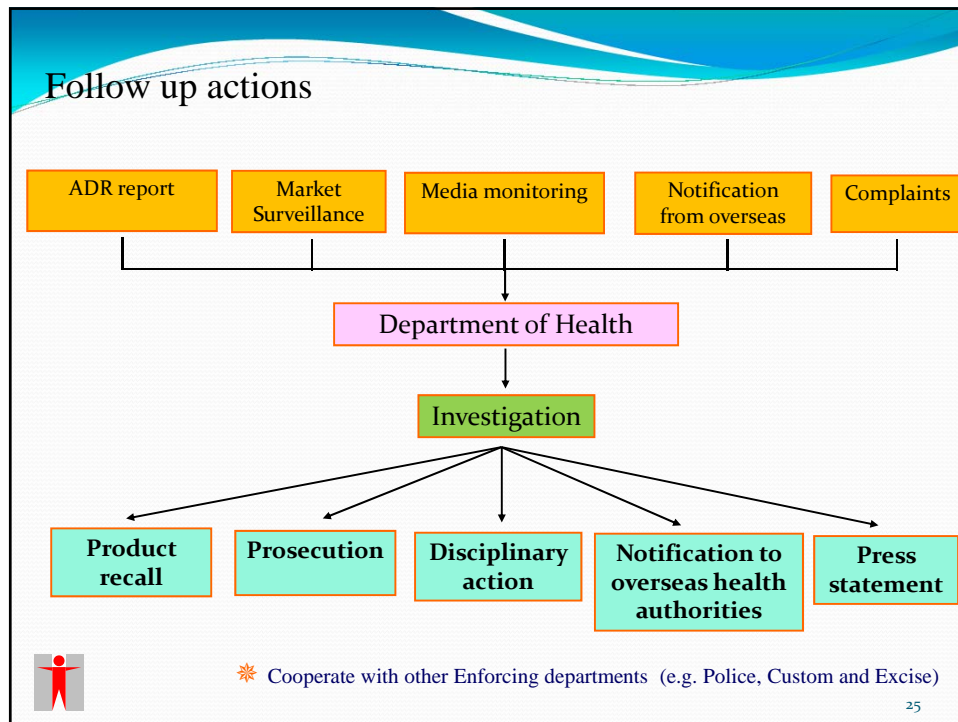 Follow up actions
ADR report
Market
Surveillance
Media monitoring
Notification
from overseas
Complaints
Department of Health
Investigation
Product
recall
Prosecution
Disciplinary
action
Notification to
overseas health
authorities
Press
statement
✵ Cooperate with other Enforcing departments (e.g. Police, Custom and Excise)
25